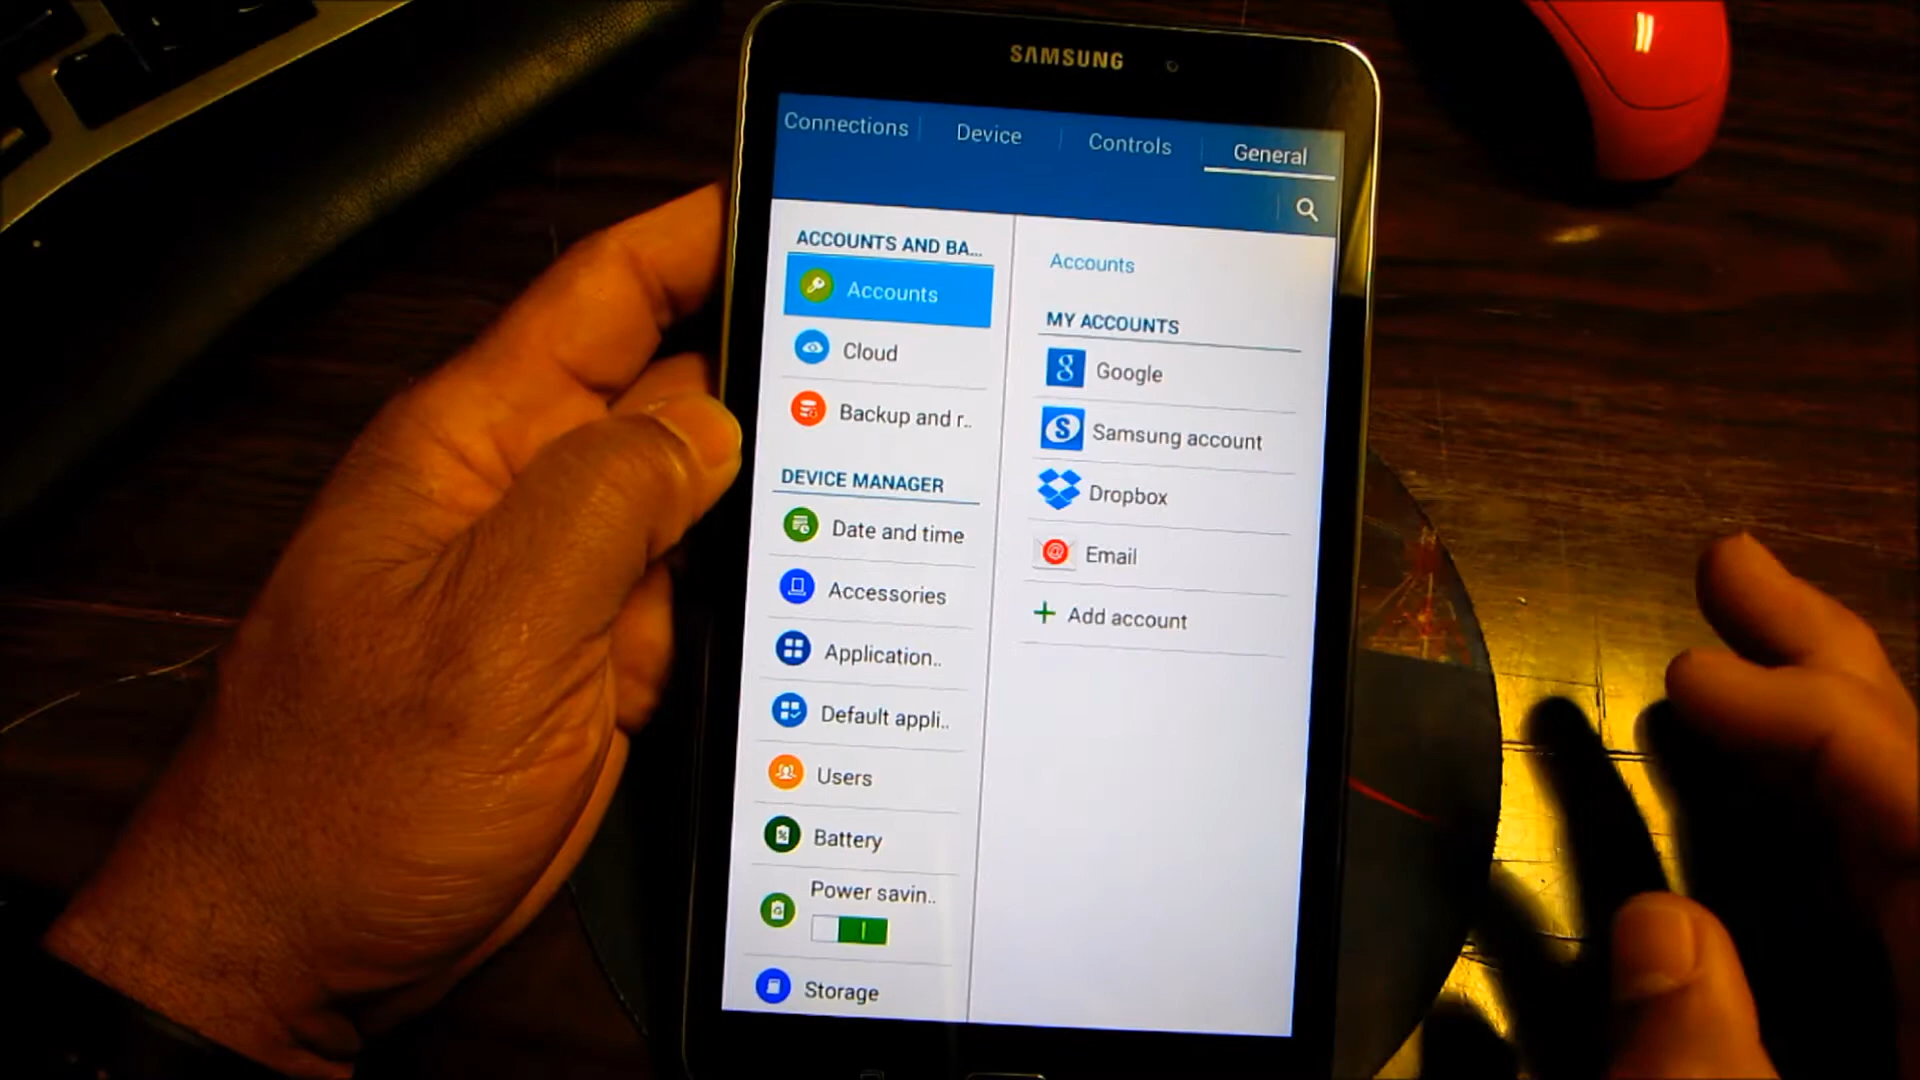 SAMSUNG
Connections
Device
Controls
General
ACCOUNTS AND BA...
Accounts
Cloud
Backup and r..
DEVICE MANAGER
Date and time
Accessories
Application..
Default appli..
Users
Battery
Power savin..
Storage
Accounts
MY ACCOUNTS
Google
Samsung account
Dropbox
Email
Add account